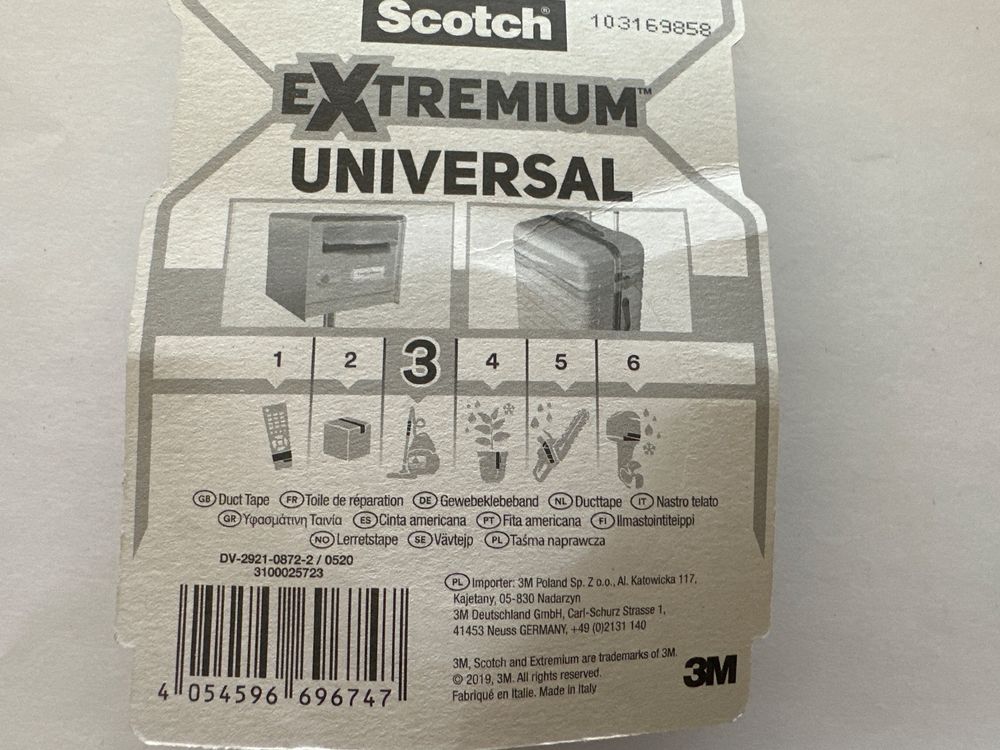 Scotch® 103169858
EXTREMIUM™
UNIVERSAL
1 2 3 4 5 6
GB Duct Tape FR Toile de réparation DE Gewebeklebeband NL Ducttape IT Nastro telato
GR Υφασμάτινη Ταινία ES Cinta americana PT Fita americana FI Ilmastointiteippi
NO Lerretstape SE Vävtejp PL Taśma naprawcza
DV-2921-0872-2 / 0520
3100025723
PL Importer: 3M Poland Sp. Z o.o., Al. Katowicka 117,
Kajetany, 05-830 Nadarzyn
3M Deutschland GmbH, Carl-Schurz Strasse 1,
41453 Neuss GERMANY, +49 (0)2131 140
3M, Scotch and Extremium are trademarks of 3M.
© 2019, 3M. All rights reserved.
Fabriqué en Italie. Made in Italy
3M
4 054596 696747